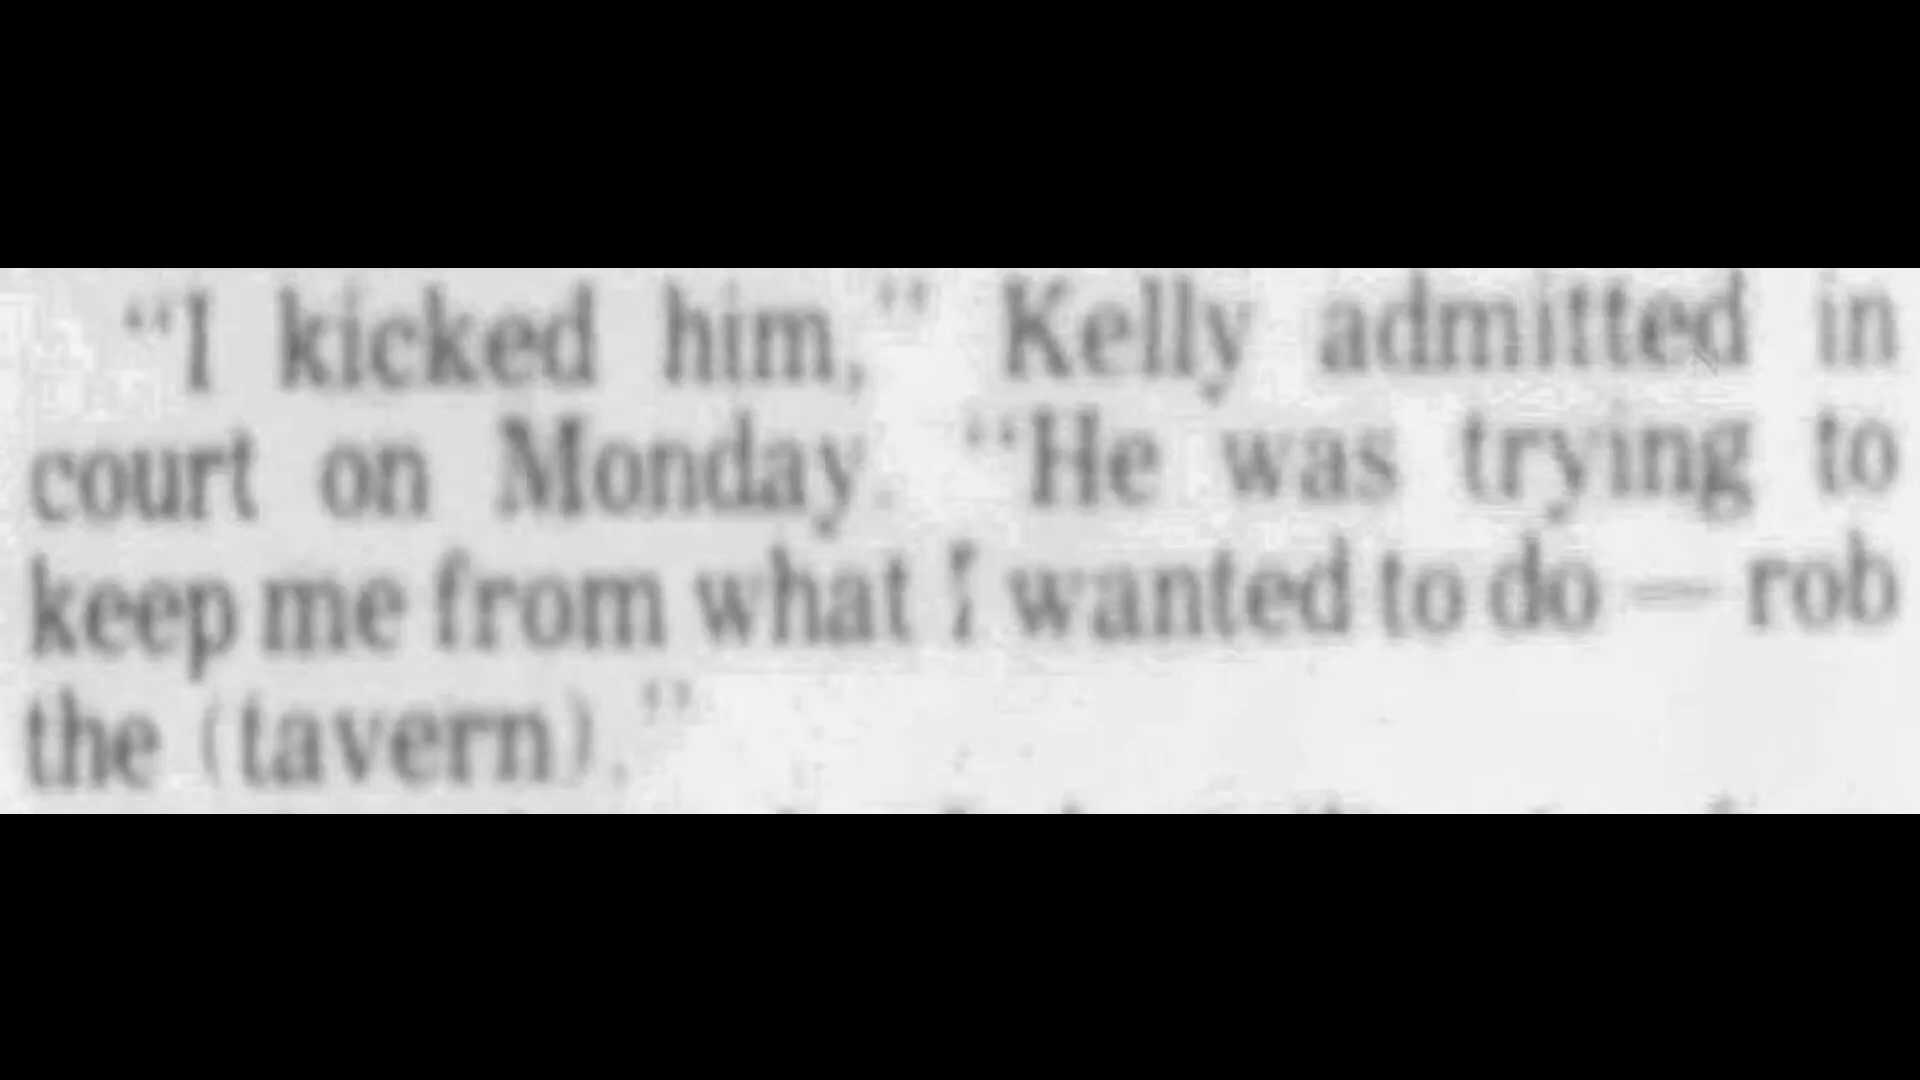 “I kicked him,” Kelly admitted in
court on Monday. “He was trying to
keep me from what I wanted to do — rob
the (tavern).”